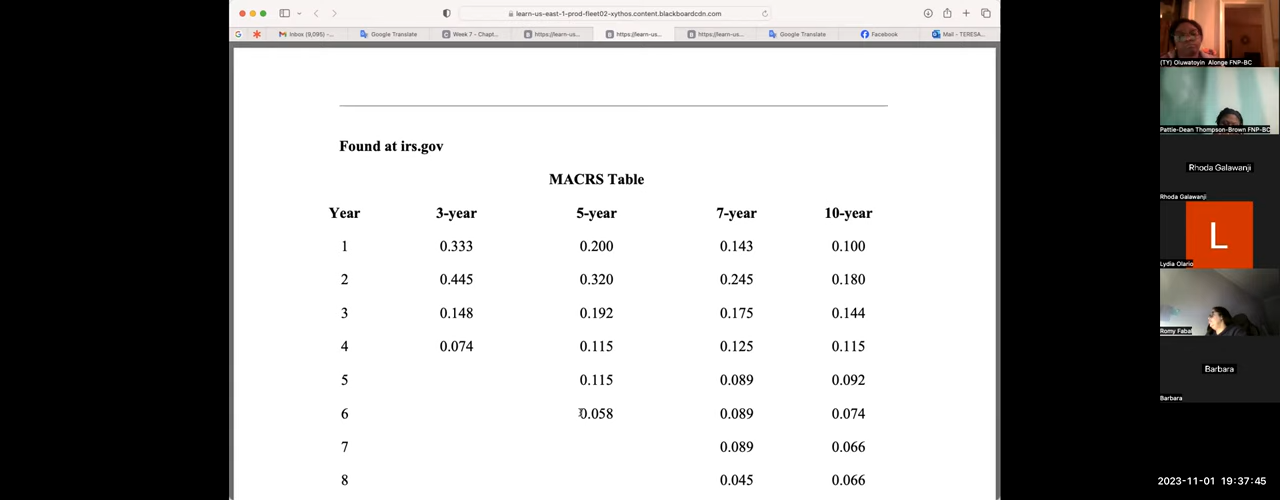 learn-us-east-1-prod-fleet02-xythos.content.blackboardcdn.com
G Inbox (9,095) -... Google Translate Week 7 - Chapt... B https://learn-us... B https://learn-us... B https://learn-us... Google Translate Facebook Mail - TERESA...
Found at irs.gov
MACRS Table
Year 3-year 5-year 7-year 10-year
1 0.333 0.200 0.143 0.100
2 0.445 0.320 0.245 0.180
3 0.148 0.192 0.175 0.144
4 0.074 0.115 0.125 0.115
5 0.115 0.089 0.092
6 0.058 0.089 0.074
7 0.089 0.066
8 0.045 0.066
(TY) Oluwatoyin Alonge FNP-BC
Pattie-Dean Thompson-Brown FNP-BC
Rhoda Galawanji
Rhoda Galawanji
L
Lydia Olario
Romy Fabal
Barbara
Barbara
2023-11-01 19:37:45